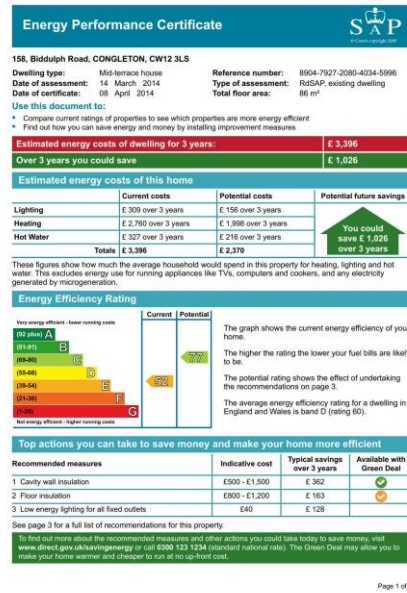 Energy Performance Certificate
SAP
158, Biddulph Road, CONGLETON, CW12 3LS
Dwelling type: Mid-terrace house
Date of assessment: 14 March 2014
Date of certificate: 08 April 2014
Reference number: 8904-7927-2080-4034-5996
Type of assessment: RdSAP, existing dwelling
Total floor area: 86 m²
Use this document to:
• Compare current ratings of properties to see which properties are more energy efficient
• Find out how you can save energy and money by installing improvement measures
Estimated energy costs of dwelling for 3 years: £ 3,396
Over 3 years you could save £ 1,026
Estimated energy costs of this home
Current costs Potential costs Potential future savings
Lighting £ 309 over 3 years £ 156 over 3 years
Heating £ 2,760 over 3 years £ 1,998 over 3 years
Hot Water £ 327 over 3 years £ 216 over 3 years
Totals £ 3,396 £ 2,370
You could
save £ 1,026
over 3 years
These figures show how much the average household would spend in this property for heating, lighting and hot
water. This excludes energy use for running appliances like TVs, computers and cookers, and any electricity
generated by microgeneration.
Energy Efficiency Rating
Current Potential
Very energy efficient - lower running costs
(92 plus) A
(81-91) B
(69-80) C
(55-68) D
(39-54) E
(21-38) F
(1-20) G
Not energy efficient - higher running costs
52
77
The graph shows the current energy efficiency of you
home.
The higher the rating the lower your fuel bills are likel
to be.
The potential rating shows the effect of undertaking
the recommendations on page 3.
The average energy efficiency rating for a dwelling in
England and Wales is band D (rating 60).
Top actions you can take to save money and make your home more efficient
Recommended measures Indicative cost Typical savings over 3 years Available with Green Deal
1 Cavity wall insulation £500 - £1,500 £ 362
2 Floor insulation £800 - £1,200 £ 163
3 Low energy lighting for all fixed outlets £40 £ 128
See page 3 for a full list of recommendations for this property.
To find out more about the recommended measures and other actions you could take today to save money, visit
www.direct.gov.uk/savingenergy or call 0300 123 1234 (standard national rate). The Green Deal may allow you to
make your home warmer and cheaper to run at no up-front cost.
Page 1 of